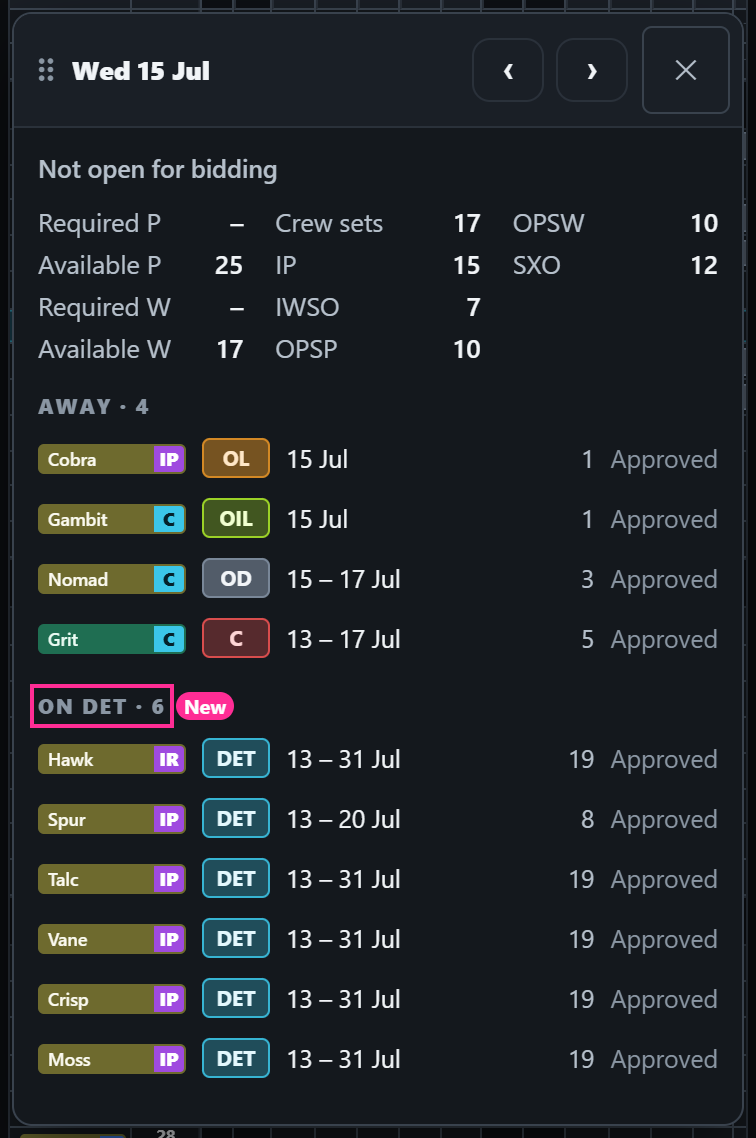 Wed 15 Jul
Not open for bidding
Required P – Crew sets 17 OPSW 10
Available P 25 IP 15 SXO 12
Required W – IWSO 7
Available W 17 OPSP 10
AWAY · 4
Cobra IP OL 15 Jul 1 Approved
Gambit C OIL 15 Jul 1 Approved
Nomad C OD 15 – 17 Jul 3 Approved
Grit C C 13 – 17 Jul 5 Approved
ON DET · 6 New
Hawk IR DET 13 – 31 Jul 19 Approved
Spur IP DET 13 – 20 Jul 8 Approved
Talc IP DET 13 – 31 Jul 19 Approved
Vane IP DET 13 – 31 Jul 19 Approved
Crisp IP DET 13 – 31 Jul 19 Approved
Moss IP DET 13 – 31 Jul 19 Approved
28